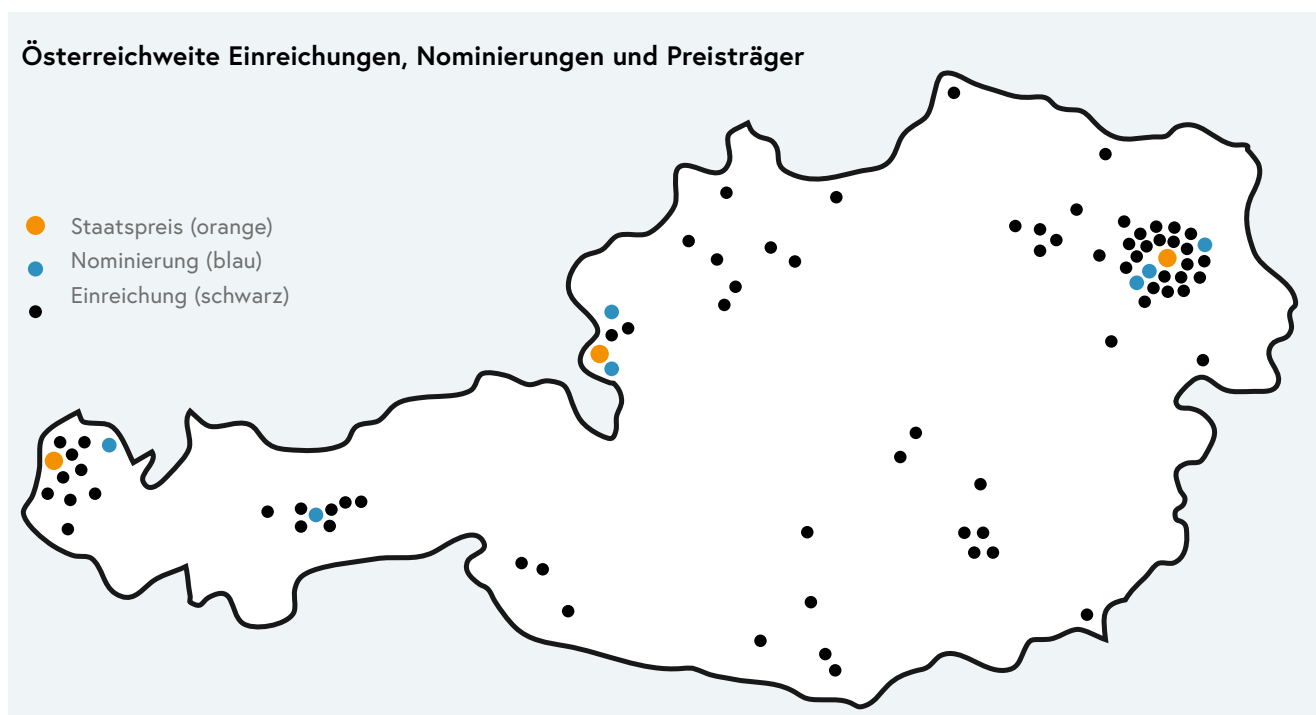 Österreichweite Einreichungen, Nominierungen und Preisträger
Staatspreis (orange)
Nominierung (blau)
Einreichung (schwarz)